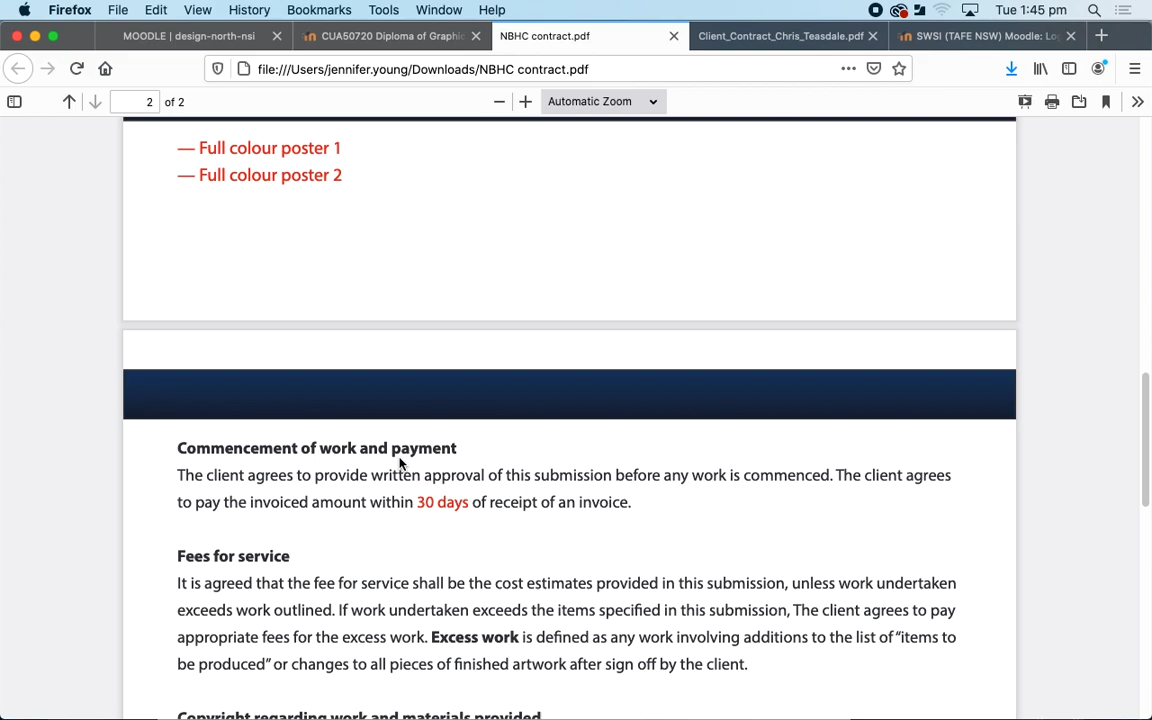 Firefox File Edit View History Bookmarks Tools Window Help Tue 1:45 pm
MOODLE | design-north-nsi CUA50720 Diploma of Graphic NBHC contract.pdf Client_Contract_Chris_Teasdale.pdf SWSI (TAFE NSW) Moodle: Lo
file:///Users/jennifer.young/Downloads/NBHC contract.pdf
2 of 2 Automatic Zoom
— Full colour poster 1
— Full colour poster 2
Commencement of work and payment
The client agrees to provide written approval of this submission before any work is commenced. The client agrees
to pay the invoiced amount within 30 days of receipt of an invoice.
Fees for service
It is agreed that the fee for service shall be the cost estimates provided in this submission, unless work undertaken
exceeds work outlined. If work undertaken exceeds the items specified in this submission, The client agrees to pay
appropriate fees for the excess work. Excess work is defined as any work involving additions to the list of “items to
be produced” or changes to all pieces of finished artwork after sign off by the client.
Copyright regarding work and materials provided